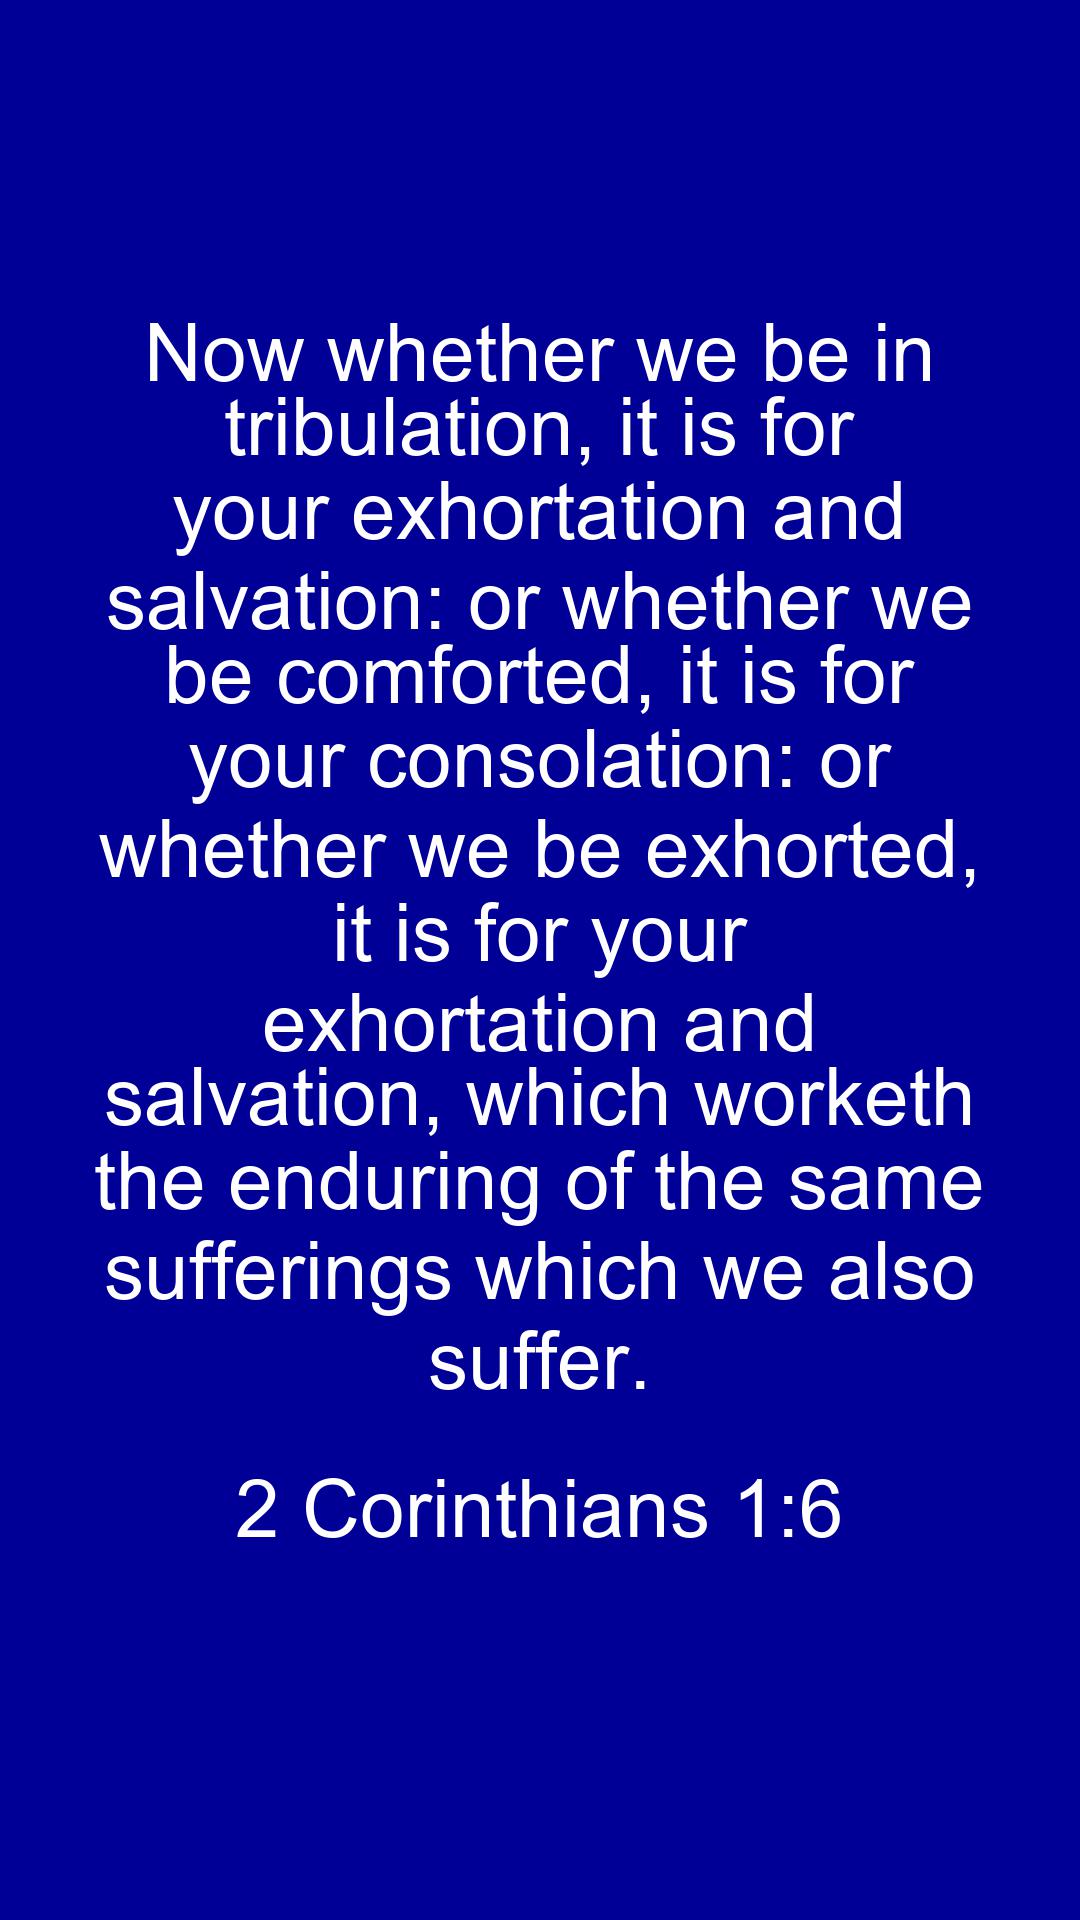 Now whether we be in
tribulation, it is for
your exhortation and
salvation: or whether we
be comforted, it is for
your consolation: or
whether we be exhorted,
it is for your
exhortation and
salvation, which worketh
the enduring of the same
sufferings which we also
suffer.
2 Corinthians 1:6